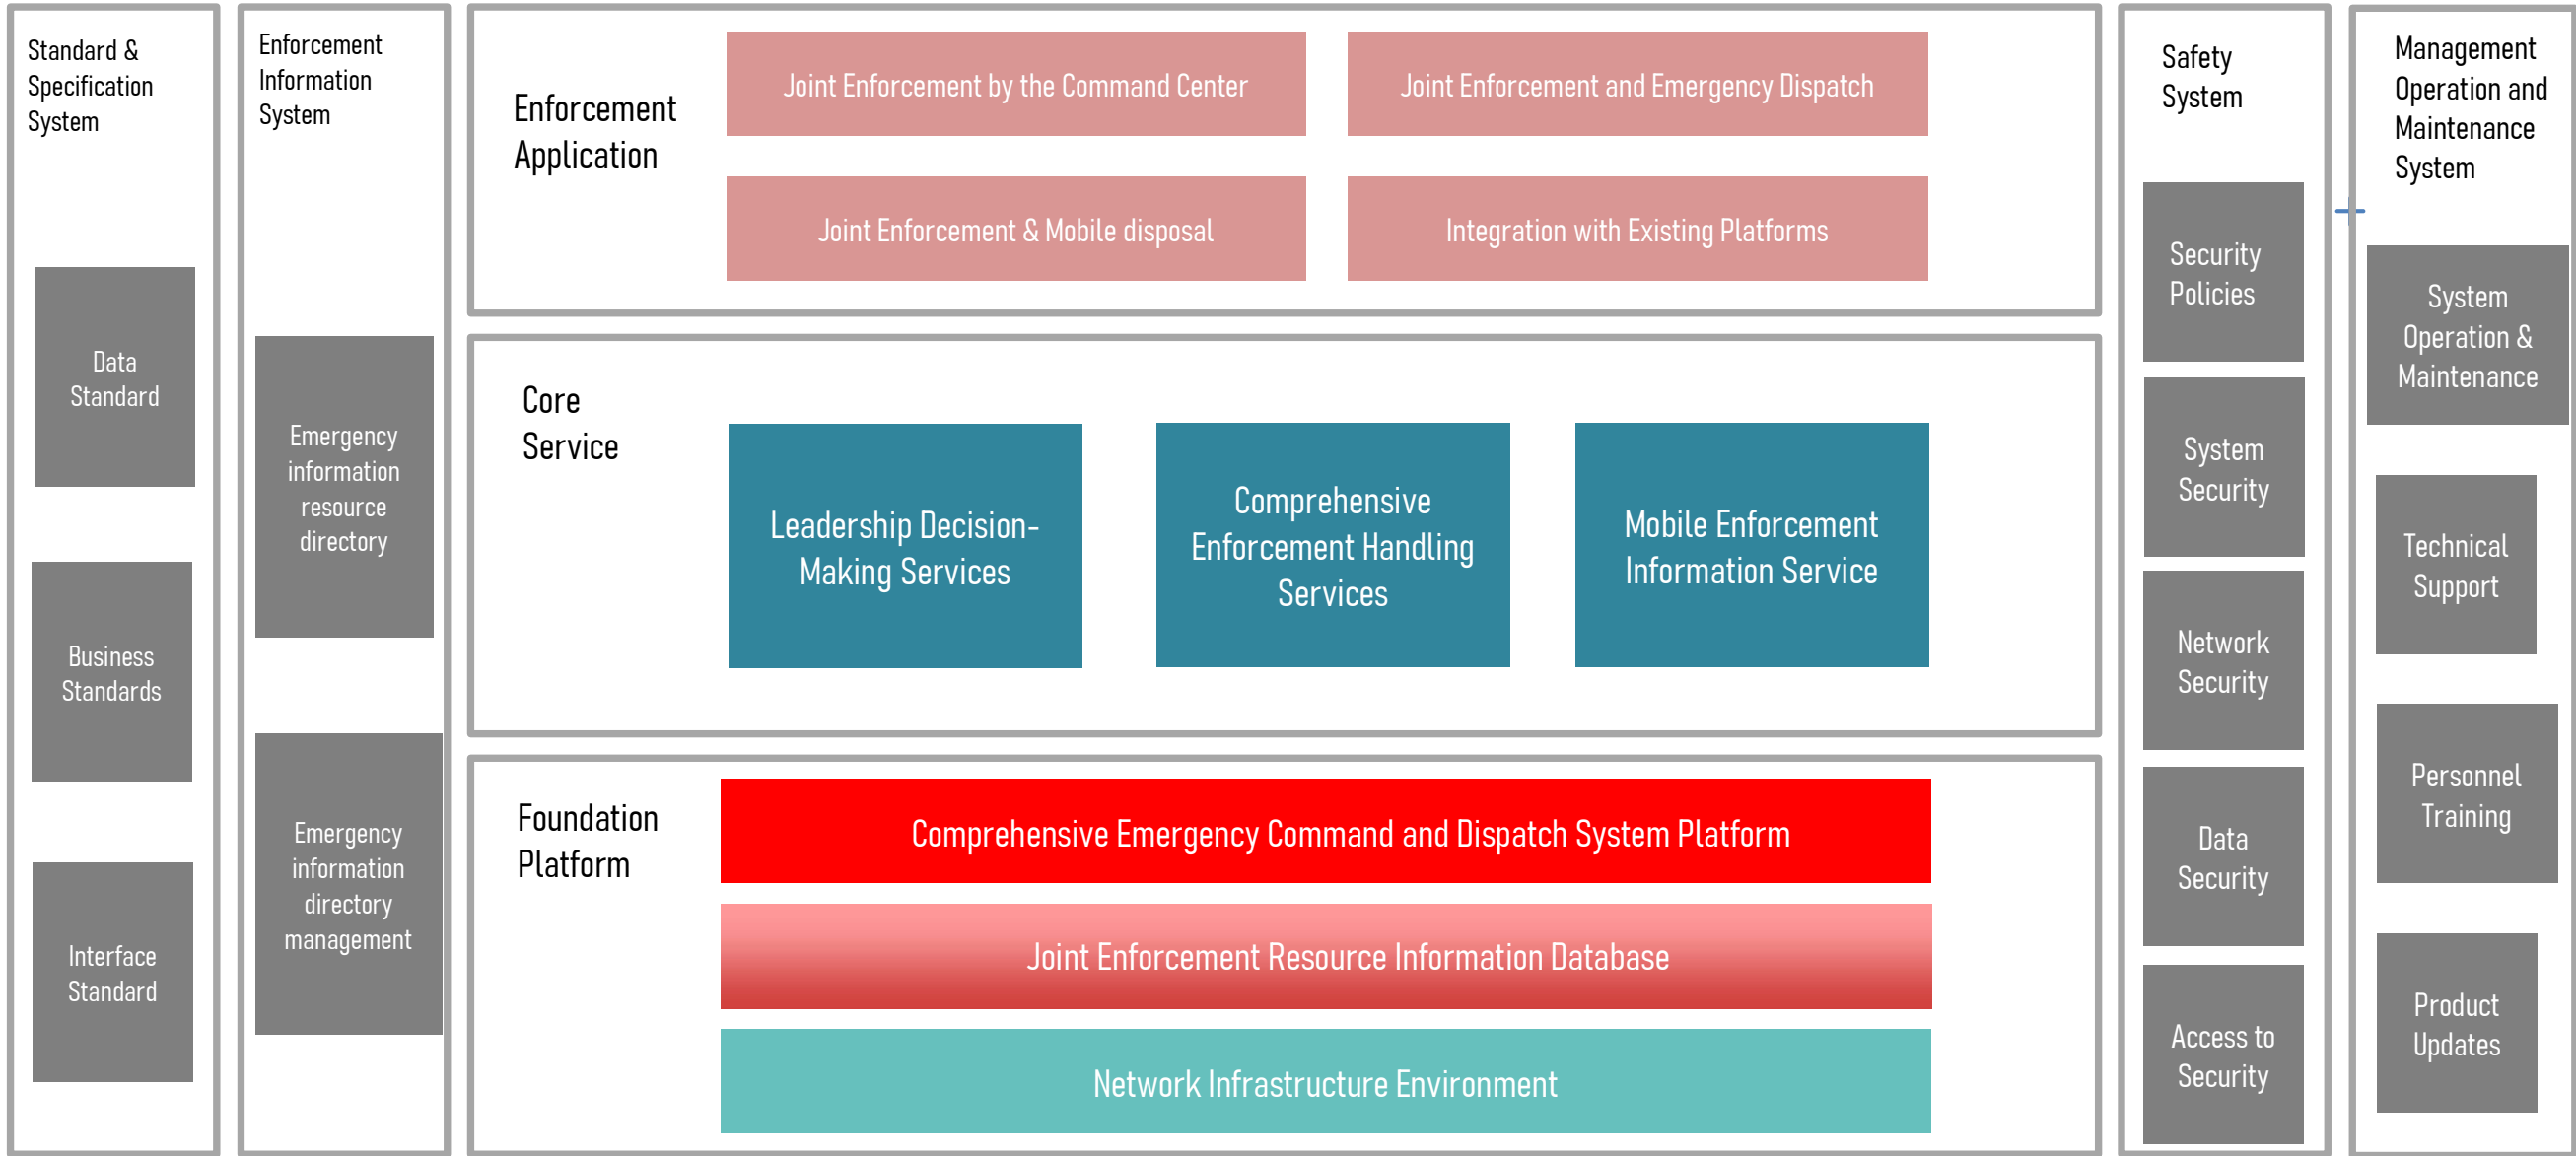 Standard &
Specification
System
Data
Standard
Business
Standards
Interface
Standard
Enforcement
Information
System
Emergency
information
resource
directory
Emergency
information
directory
management
Enforcement
Application
Joint Enforcement by the Command Center
Joint Enforcement and Emergency Dispatch
Joint Enforcement & Mobile disposal
Integration with Existing Platforms
Core
Service
Leadership Decision-
Making Services
Comprehensive
Enforcement Handling
Services
Mobile Enforcement
Information Service
Foundation
Platform
Comprehensive Emergency Command and Dispatch System Platform
Joint Enforcement Resource Information Database
Network Infrastructure Environment
Safety
System
Security
Policies
System
Security
Network
Security
Data
Security
Access to
Security
Management
Operation and
Maintenance
System
System
Operation &
Maintenance
Technical
Support
Personnel
Training
Product
Updates